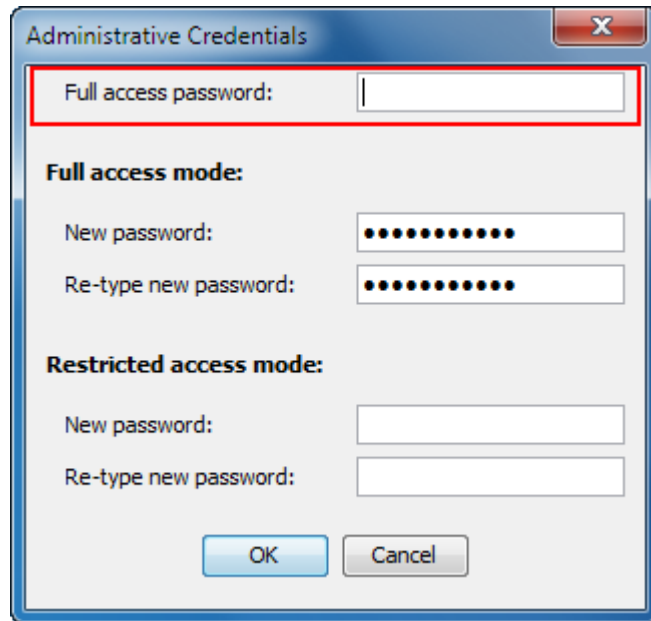 Administrative Credentials
Full access password:
Full access mode:
New password: ●●●●●●●●●●●
Re-type new password: ●●●●●●●●●●●
Restricted access mode:
New password:
Re-type new password:
OK Cancel